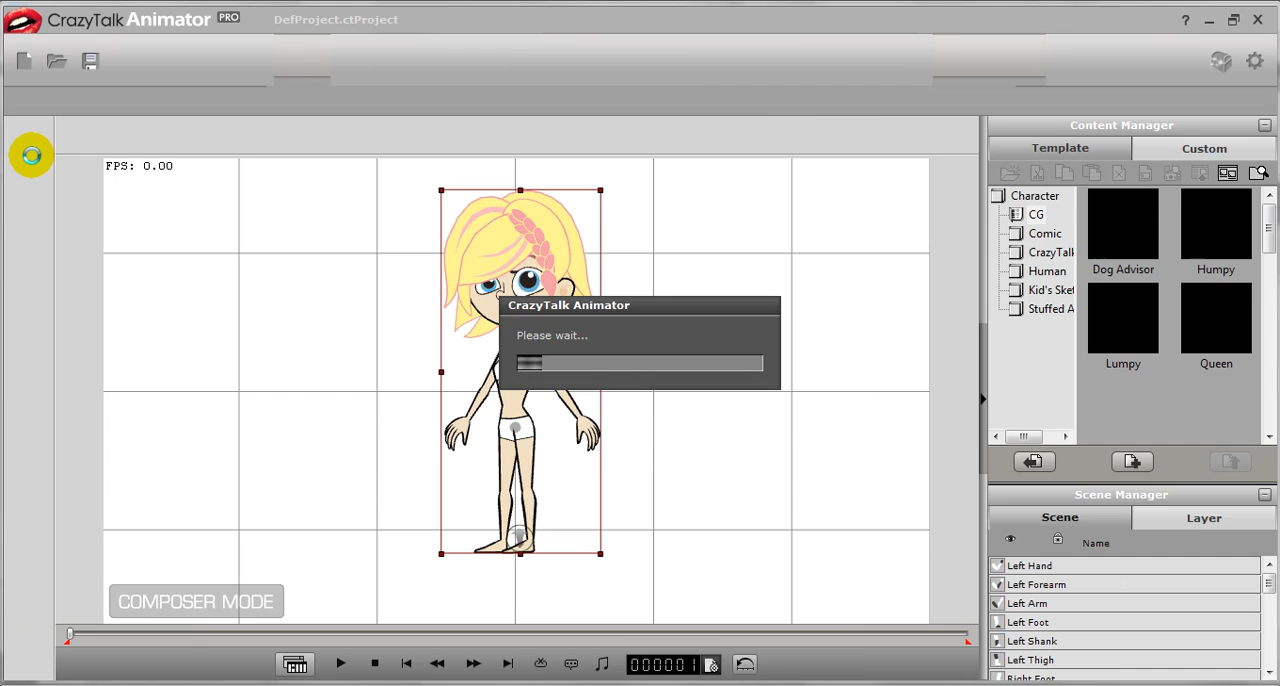 CrazyTalk Animator PRO
DefProject.ctProject
FPS: 0.00
CrazyTalk Animator
Please wait...
COMPOSER MODE
000001
Content Manager
Template
Custom
Character
CG
Comic
CrazyTalk
Human
Kid's Sket
Stuffed A
Dog Advisor
Humpy
Lumpy
Queen
Scene Manager
Scene
Layer
Name
Left Hand
Left Forearm
Left Arm
Left Foot
Left Shank
Left Thigh
Right Foot